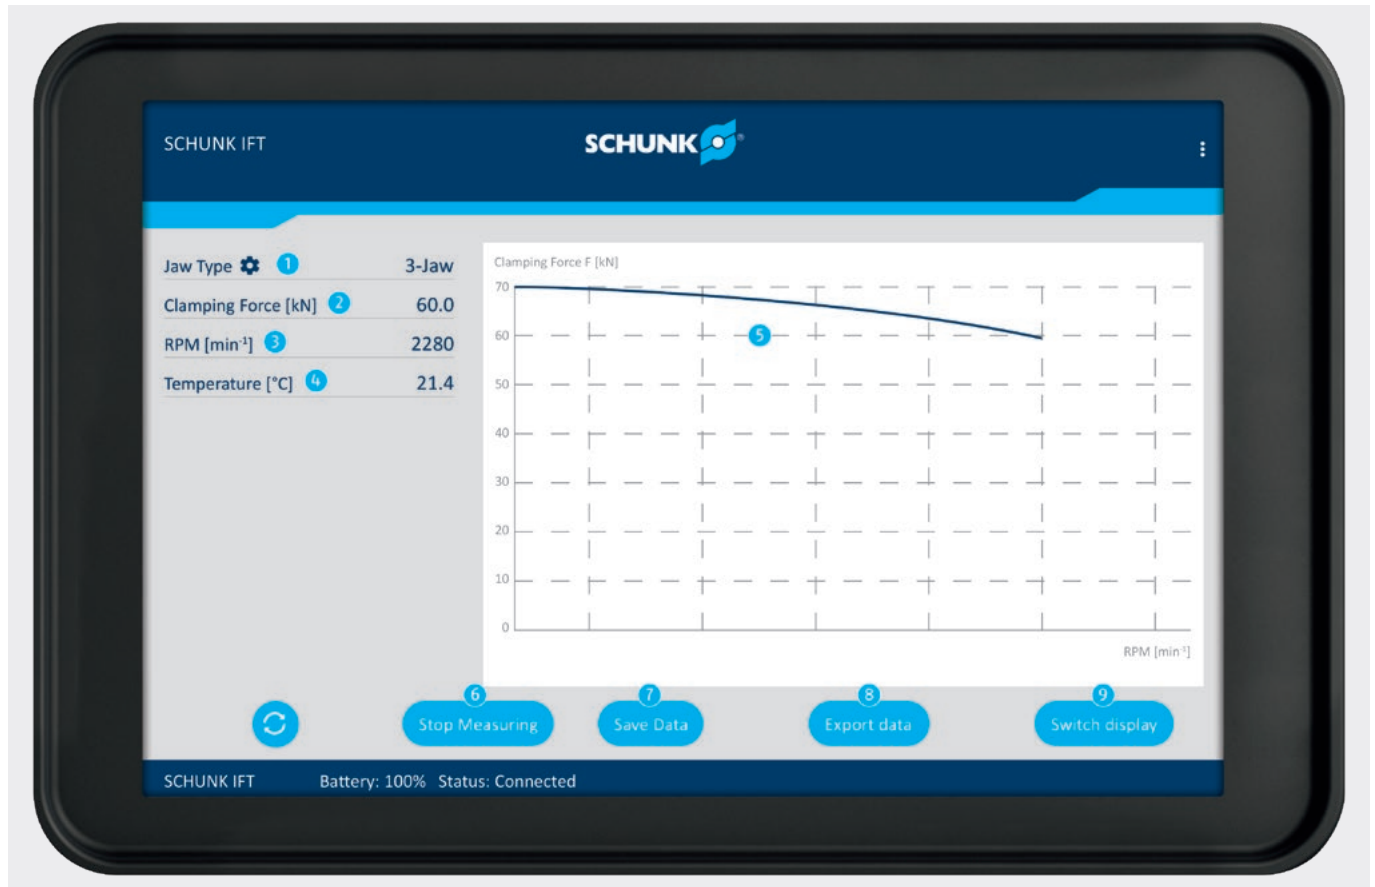 SCHUNK IFT
SCHUNK ®
Jaw Type 1 3-Jaw
Clamping Force [kN] 2 60.0
RPM [min⁻¹] 3 2280
Temperature [°C] 4 21.4
Clamping Force F [kN]
70
60
5
50
40
30
20
10
0
RPM [min⁻¹]
6 7 8 9
Stop Measuring Save Data Export data Switch display
SCHUNK IFT Battery: 100% Status: Connected